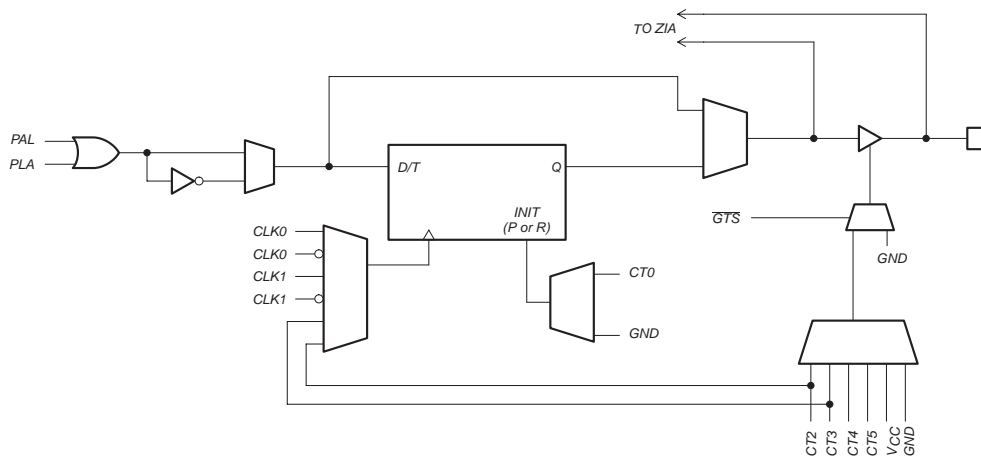 TO ZIA
PAL
PLA
D/T
Q
INIT
(P or R)
GTS
GND
CLK0
CLK0
CLK1
CLK1
CT0
GND
CT2
CT3
CT4
CT5
VCC
GND